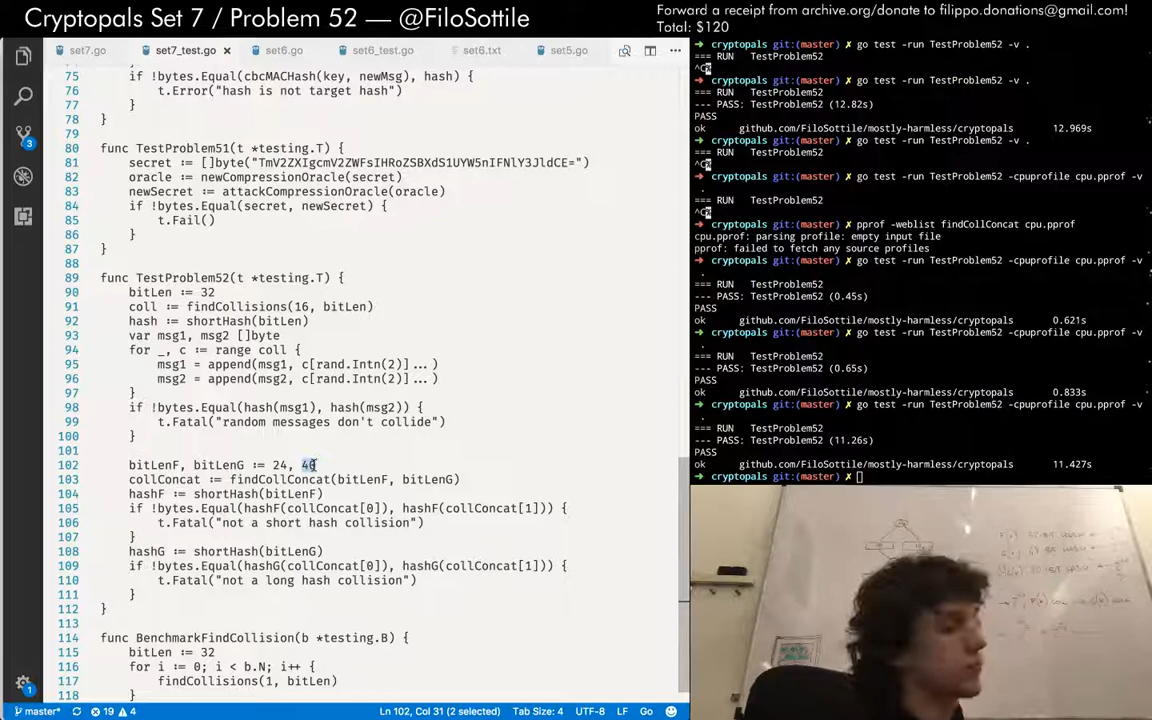 Cryptopals Set 7 / Problem 52 — @FiloSottile
Forward a receipt from archive.org/donate to filippo.donations@gmail.com!
Total: $120
set7.go
set7_test.go
set6.go
set6_test.go
set6.txt
set5.go
75 if !bytes.Equal(cbcMACHash(key, newMsg), hash) {
76 t.Error("hash is not target hash")
77 }
78 }
79
80 func TestProblem51(t *testing.T) {
81 secret := []byte("TmV2ZXIgcmV2ZWFsIHRoZSBXdS1UYW5nIFNlY3JldCE=")
82 oracle := newCompressionOracle(secret)
83 newSecret := attackCompressionOracle(oracle)
84 if !bytes.Equal(secret, newSecret) {
85 t.Fail()
86 }
87 }
88
89 func TestProblem52(t *testing.T) {
90 bitLen := 32
91 coll := findCollisions(16, bitLen)
92 hash := shortHash(bitLen)
93 var msg1, msg2 []byte
94 for _, c := range coll {
95 msg1 = append(msg1, c[rand.Intn(2)]...)
96 msg2 = append(msg2, c[rand.Intn(2)]...)
97 }
98 if !bytes.Equal(hash(msg1), hash(msg2)) {
99 t.Fatal("random messages don't collide")
100 }
101
102 bitLenF, bitLenG := 24, 40
103 collConcat := findCollConcat(bitLenF, bitLenG)
104 hashF := shortHash(bitLenF)
105 if !bytes.Equal(hashF(collConcat[0]), hashF(collConcat[1])) {
106 t.Fatal("not a short hash collision")
107 }
108 hashG := shortHash(bitLenG)
109 if !bytes.Equal(hashG(collConcat[0]), hashG(collConcat[1])) {
110 t.Fatal("not a long hash collision")
111 }
112 }
113
114 func BenchmarkFindCollision(b *testing.B) {
115 bitLen := 32
116 for i := 0; i < b.N; i++ {
117 findCollisions(1, bitLen)
118 }
3
1
master* 19 4
Ln 102, Col 31 (2 selected) Tab Size: 4 UTF-8 LF Go
➜ cryptopals git:(master) ✗ go test -run TestProblem52 -v .
=== RUN TestProblem52
^C%
➜ cryptopals git:(master) ✗ go test -run TestProblem52 -v .
=== RUN TestProblem52
--- PASS: TestProblem52 (12.82s)
PASS
ok github.com/FiloSottile/mostly-harmless/cryptopals 12.969s
➜ cryptopals git:(master) ✗ go test -run TestProblem52 -v .
=== RUN TestProblem52
^C%
➜ cryptopals git:(master) ✗ go test -run TestProblem52 -cpuprofile cpu.pprof -v
.
=== RUN TestProblem52
^C%
➜ cryptopals git:(master) ✗ pprof -weblist findCollConcat cpu.pprof
cpu.pprof: parsing profile: empty input file
pprof: failed to fetch any source profiles
➜ cryptopals git:(master) ✗ go test -run TestProblem52 -cpuprofile cpu.pprof -v
.
=== RUN TestProblem52
--- PASS: TestProblem52 (0.45s)
PASS
ok github.com/FiloSottile/mostly-harmless/cryptopals 0.621s
➜ cryptopals git:(master) ✗ go test -run TestProblem52 -cpuprofile cpu.pprof -v
.
=== RUN TestProblem52
--- PASS: TestProblem52 (0.65s)
PASS
ok github.com/FiloSottile/mostly-harmless/cryptopals 0.833s
➜ cryptopals git:(master) ✗ go test -run TestProblem52 -cpuprofile cpu.pprof -v
.
=== RUN TestProblem52
--- PASS: TestProblem52 (11.26s)
PASS
ok github.com/FiloSottile/mostly-harmless/cryptopals 11.427s
➜ cryptopals git:(master) ✗